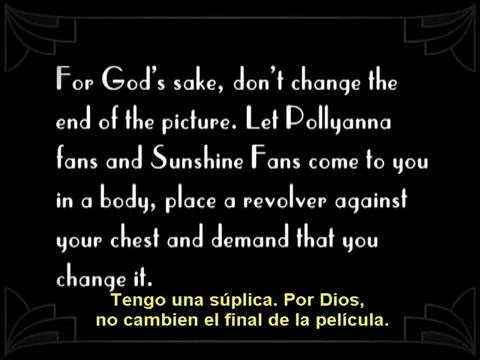 For God's sake, don't change the
end of the picture. Let Pollyanna
fans and Sunshine Fans come to you
in a body, place a revolver against
your chest and demand that you
change it.
Tengo una súplica. Por Dios,
no cambien el final de la película.